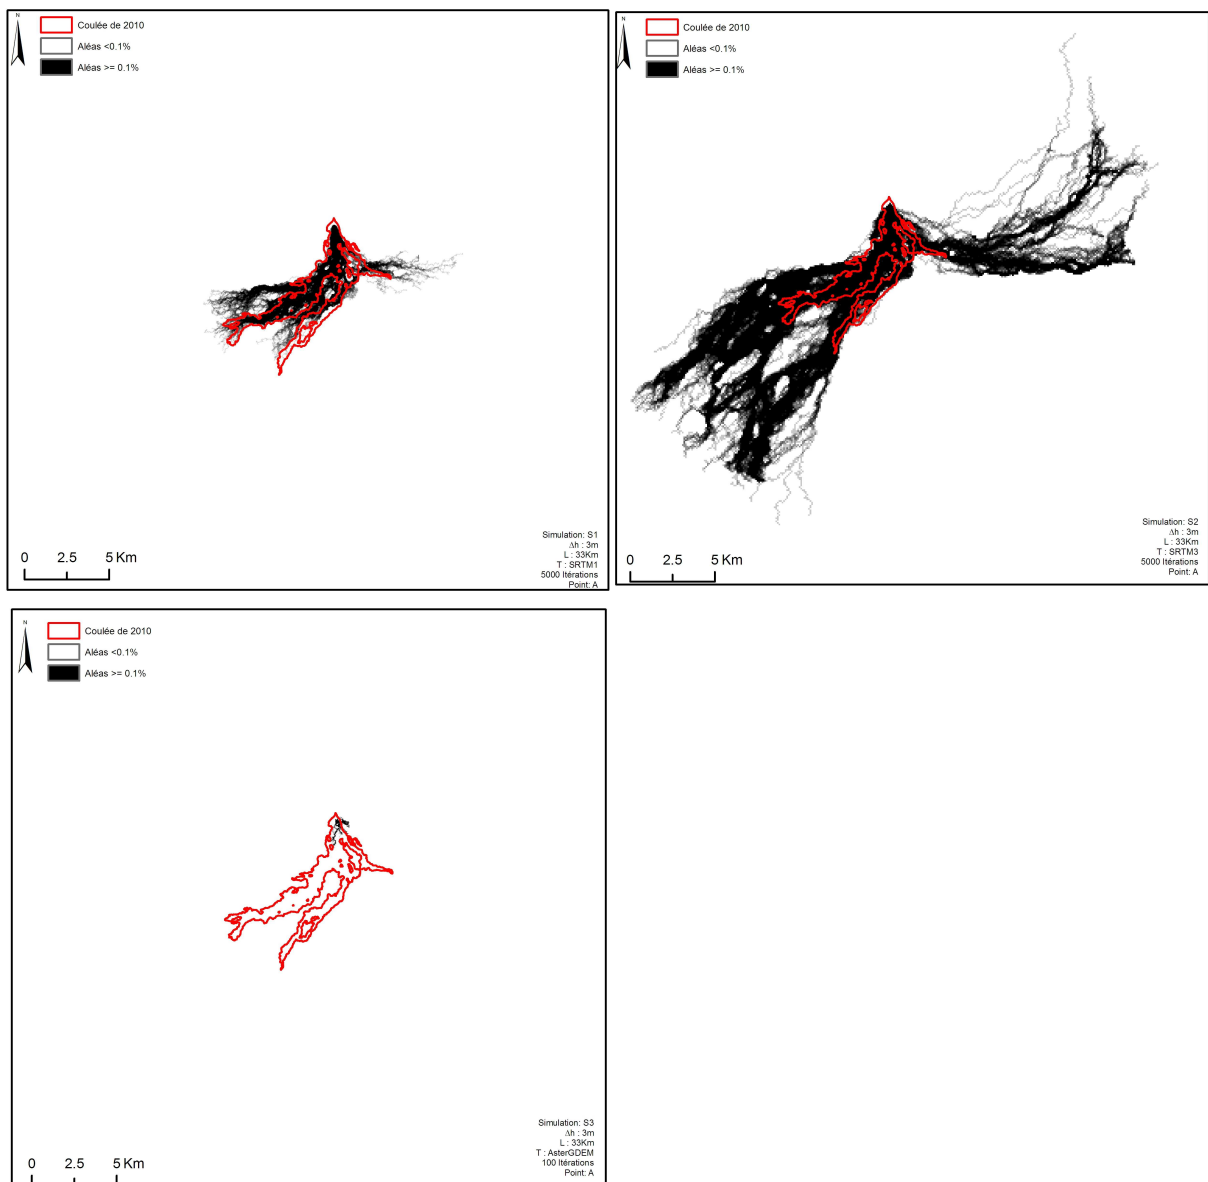 N
Coulée de 2010
Aléas <0.1%
Aléas >= 0.1%
Simulation: S1
Δh : 3m
L : 33Km
T : SRTM1
5000 Itérations
Point: A
0 2.5 5 Km
N
Coulée de 2010
Aléas <0.1%
Aléas >= 0.1%
Simulation: S2
Δh : 3m
L : 33Km
T : SRTM3
5000 Itérations
Point: A
0 2.5 5 Km
N
Coulée de 2010
Aléas <0.1%
Aléas >= 0.1%
Simulation: S3
Δh : 3m
L : 33Km
T : AsterGDEM
100 Itérations
Point: A
0 2.5 5 Km